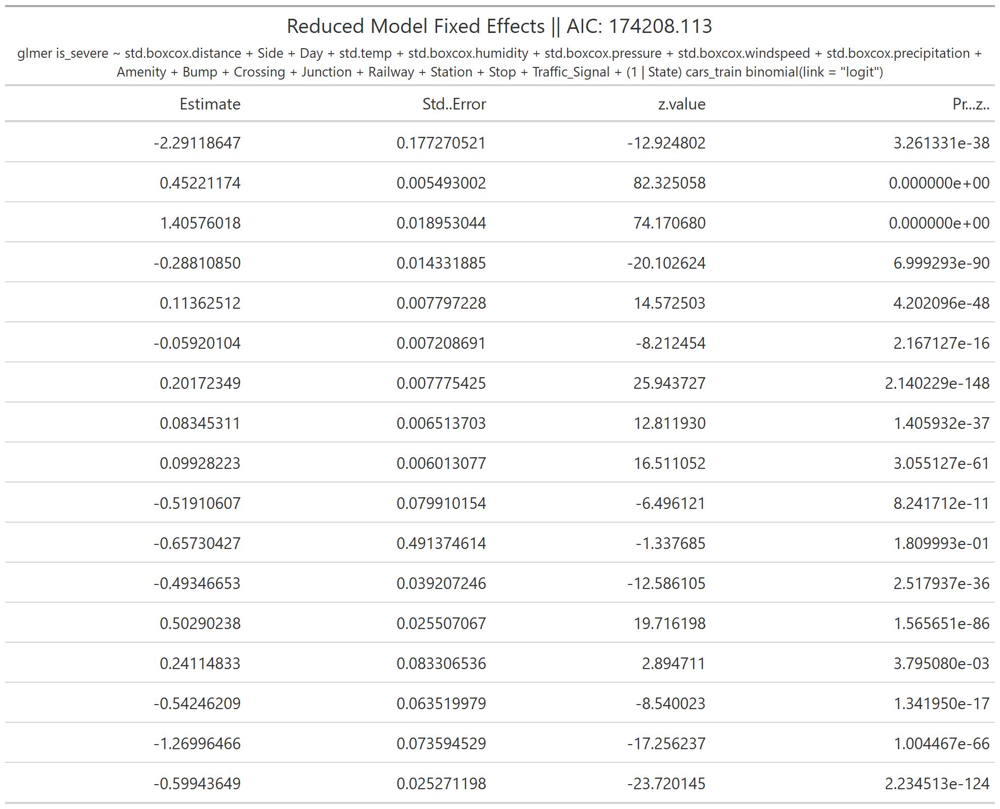 Reduced Model Fixed Effects || AIC: 174208.113
glmer is_severe ~ std.boxcox.distance + Side + Day + std.temp + std.boxcox.humidity + std.boxcox.pressure + std.boxcox.windspeed + std.boxcox.precipitation +
Amenity + Bump + Crossing + Junction + Railway + Station + Stop + Traffic_Signal + (1 | State) cars_train binomial(link = "logit")
Estimate Std..Error z.value Pr...z..
-2.29118647 0.177270521 -12.924802 3.261331e-38
0.45221174 0.005493002 82.325058 0.000000e+00
1.40576018 0.018953044 74.170680 0.000000e+00
-0.28810850 0.014331885 -20.102624 6.999293e-90
0.11362512 0.007797228 14.572503 4.202096e-48
-0.05920104 0.007208691 -8.212454 2.167127e-16
0.20172349 0.007775425 25.943727 2.140229e-148
0.08345311 0.006513703 12.811930 1.405932e-37
0.09928223 0.006013077 16.511052 3.055127e-61
-0.51910607 0.079910154 -6.496121 8.241712e-11
-0.65730427 0.491374614 -1.337685 1.809993e-01
-0.49346653 0.039207246 -12.586105 2.517937e-36
0.50290238 0.025507067 19.716198 1.565651e-86
0.24114833 0.083306536 2.894711 3.795080e-03
-0.54246209 0.063519979 -8.540023 1.341950e-17
-1.26996466 0.073594529 -17.256237 1.004467e-66
-0.59943649 0.025271198 -23.720145 2.234513e-124